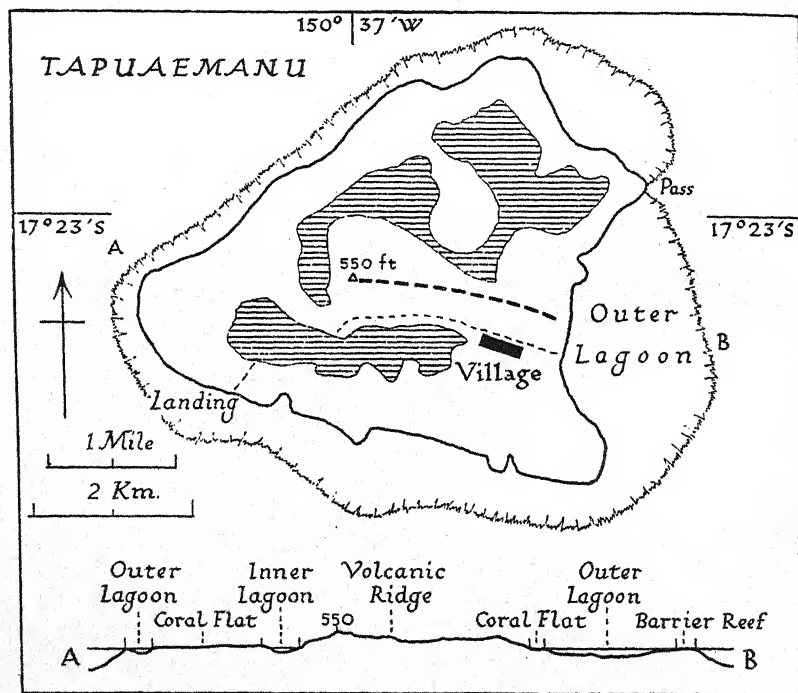 150° 37'W
TAPUAEMANU
Pass
17°23's
17°23's
A
550 ft
Outer
Lagoon
B
Village
Landing
1 Mile
2 Km.
Outer
Lagoon
Inner
Lagoon
Volcanic
Ridge
Outer
Lagoon
Coral Flat
550
Coral Flat
Barrier Reef
A
B